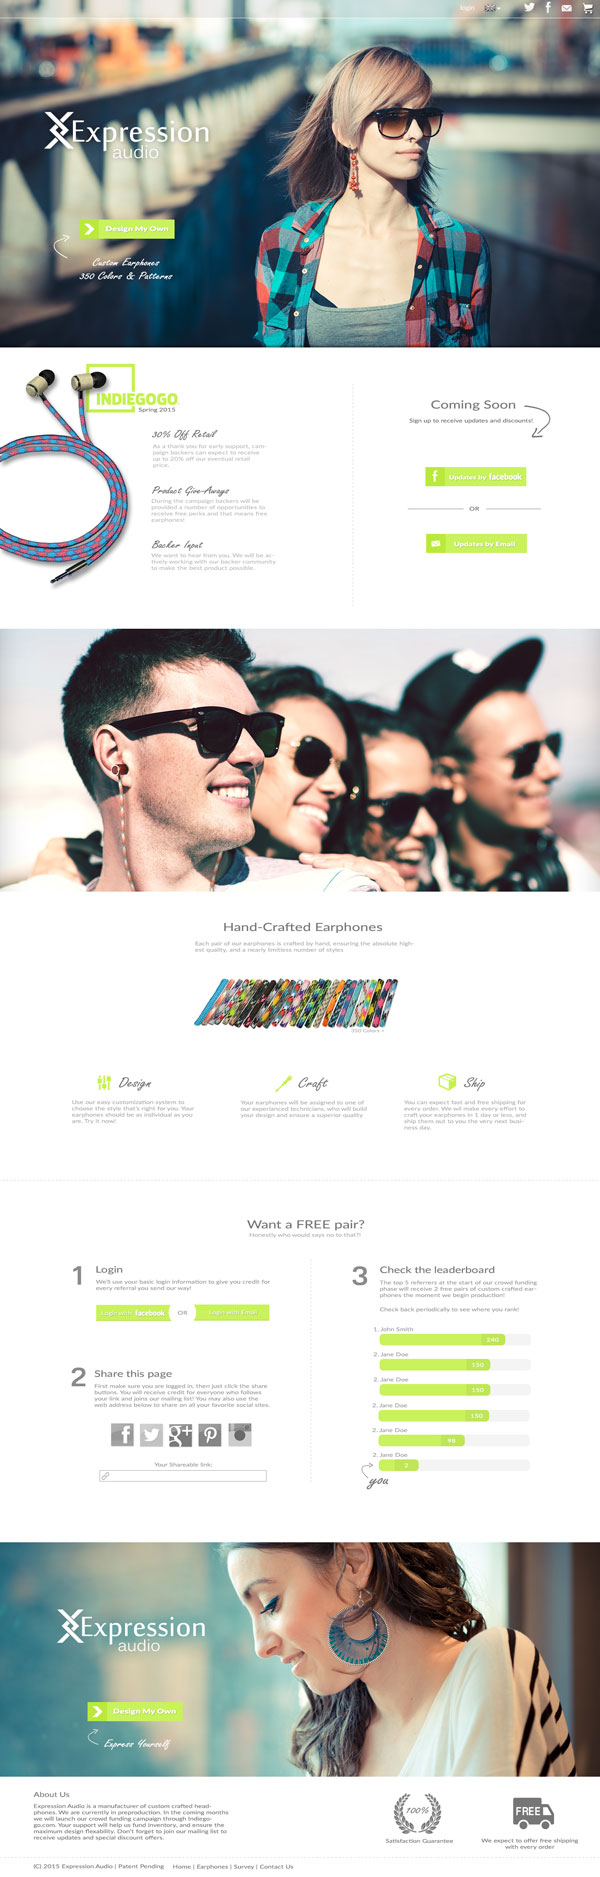 login
Expression
audio
Design My Own
Custom Earphones
350 Colors & Patterns
INDIEGOGO
Spring 2015
30% Off Retail
As a thank you for early support, cam-
paign backers can expect to receive
up to 20% off our eventual retail
price.
Product Give-Aways
During the campaign backers will be
provided a number of opportunities to
receive free perks and that means free
earphones!
Backer Input
We want to hear from you. We will be ac-
tively working with our backer community
to make the best product possible.
Coming Soon
Sign up to receive updates and discounts!
Updates by facebook
OR
Updates by Email
Hand-Crafted Earphones
Each pair of our earphones is crafted by hand, ensuring the absolute high-
est quality, and a nearly limitless number of styles
350 Colors +
Design
Use our easy customization system to
choose the style that's right for you. Your
earphones should be as individual as you
are. Try it now!
Craft
Your earphones will be assigned to one of
our experianced technicians, who will build
your design and ensure a superior quality
Ship
You can expect fast and free shipping for
every order. We wil make every effort to
craft your earphones in 1 day or less, and
ship them out to you the very next busi-
ness day.
Want a FREE pair?
Honestly who would says no to that?!
1 Login
We'll use your basic login information to give you credit for
every referral you send our way!
Login with facebook OR Login with Email
2 Share this page
First make sure you are logged in, then just click the share
buttons. You will receive credit for everyone who follows
your link and joins our mailing list! You may also use the
web address below to share on all your favorite social sites.
Your Shareable link:
3 Check the leaderboard
The top 5 referrers at the start of our crowd funding
phase will receive 2 free pairs of custom crafted ear-
phones the moment we begin production!
Check back periodically to see where you rank!
1. John Smith
240
2. Jane Doe
150
2. Jane Doe
150
2. Jane Doe
150
2. Jane Doe
98
2. Jane Doe
2
you
Expression
audio
Design My Own
Express Yourself
About Us
Expression Audio is a manufacturer of custom crafted head-
phones. We are currently in preproduction. In the coming months
we will launch our crowd funding campaign through Indiego-
go.com. Your support will help us fund inventory, and ensure the
maximum design flexability. Don't forget to join our mailing list to
receive updates and special discount offers.
100%
Satisfaction Guarantee
FREE
We expect to offer free shipping
with every order
(C) 2015 Expression Audio | Patent Pending Home | Earphones | Survey | Contact Us